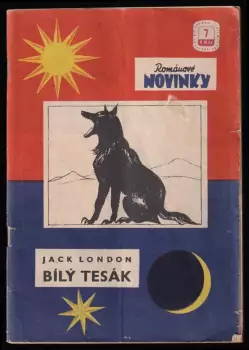 7
Románové
NOVINKY
JACK LONDON
BÍLÝ TESÁK